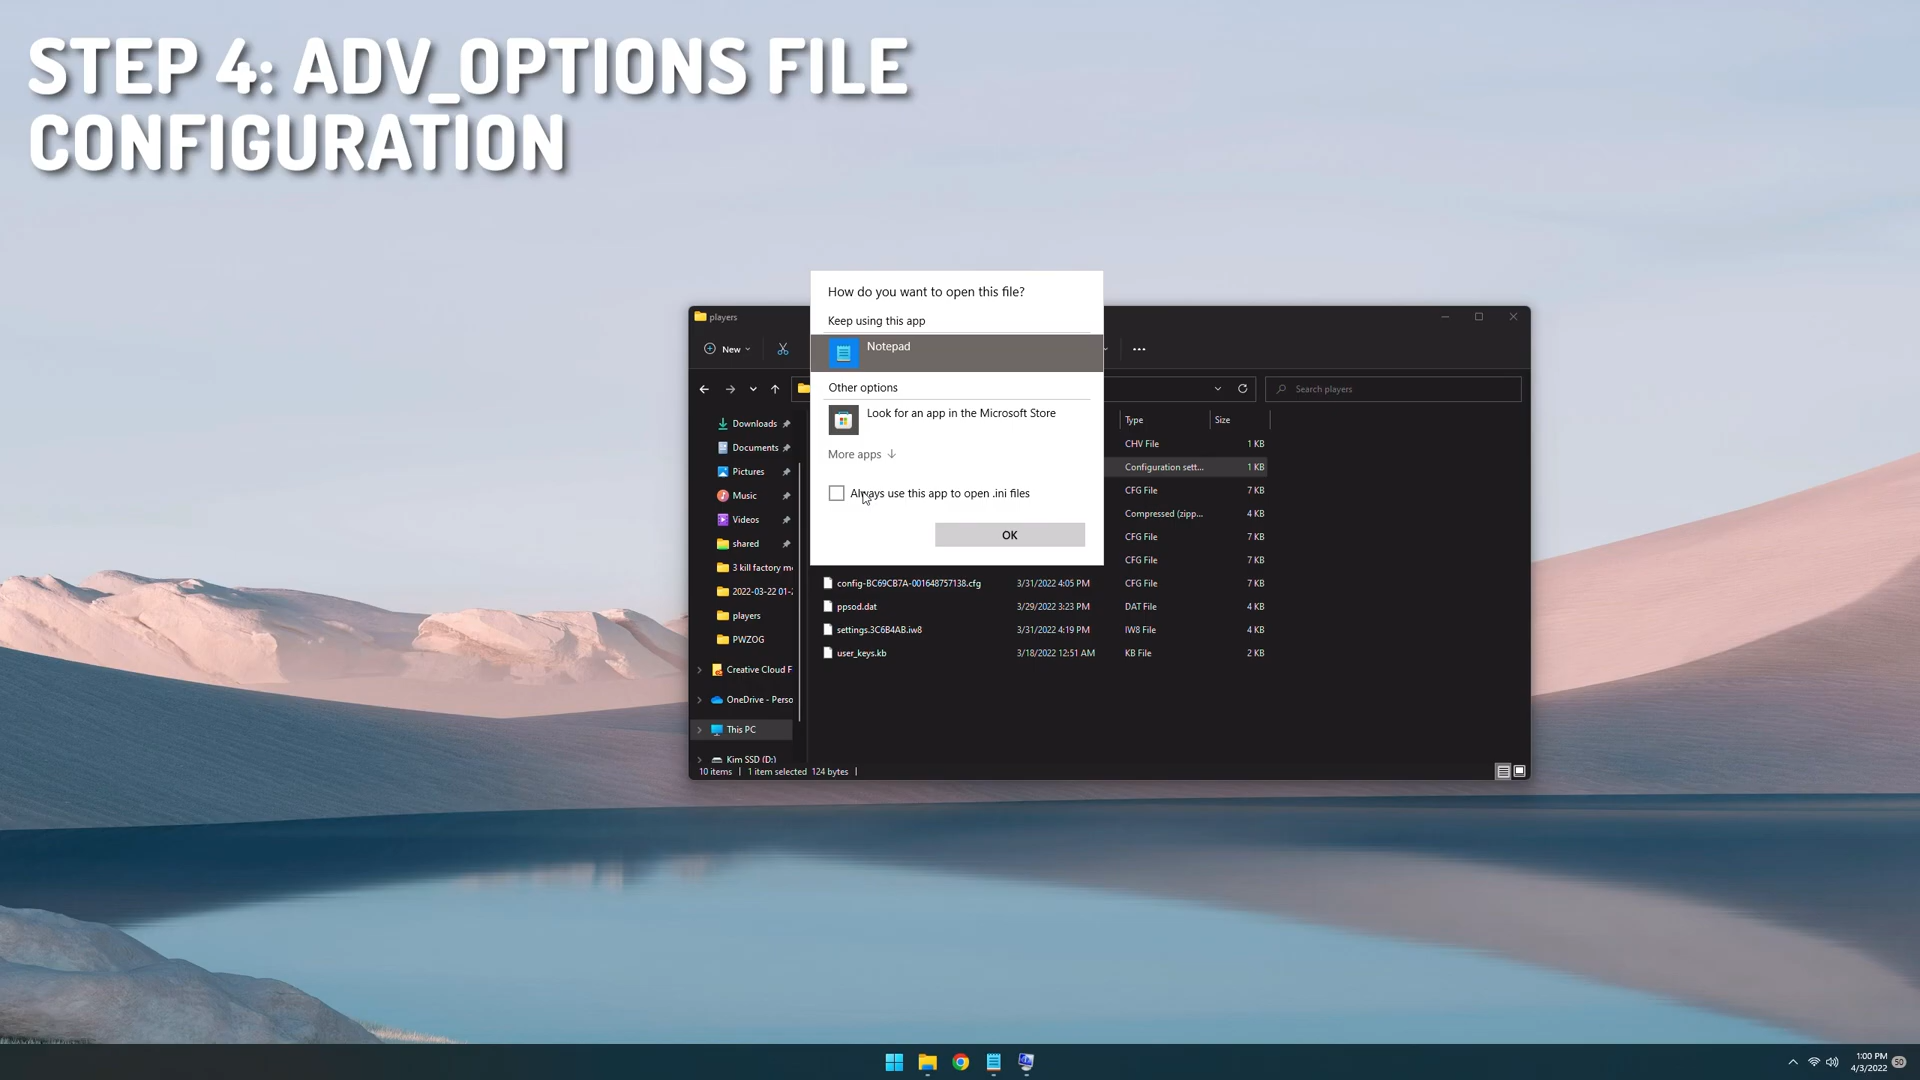 STEP 4: ADV_OPTIONS FILE
CONFIGURATION
How do you want to open this file?
Keep using this app
Notepad
Other options
Look for an app in the Microsoft Store
More apps
Always use this app to open .ini files
OK
players
New
Search players
Type Size
Downloads
Documents
Pictures
Music
Videos
shared
3 kill factory m
2022-03-22 01-
players
PWZOG
Creative Cloud F
OneDrive - Perso
This PC
Kim SSD (D:)
CHV File 1 KB
Configuration sett... 1 KB
CFG File 7 KB
Compressed (zipp... 4 KB
CFG File 7 KB
CFG File 7 KB
config-BC69CB7A-001648757138.cfg 3/31/2022 4:05 PM CFG File 7 KB
ppsod.dat 3/29/2022 3:23 PM DAT File 4 KB
settings.3C6B4AB.iw8 3/31/2022 4:19 PM IW8 File 4 KB
user_keys.kb 3/18/2022 12:51 AM KB File 2 KB
10 items 1 item selected 124 bytes
1:00 PM
4/3/2022
50